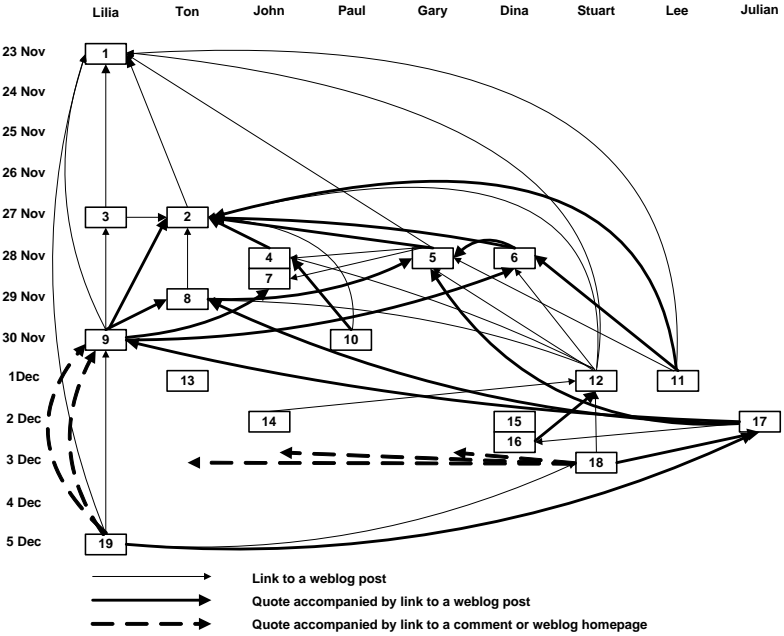 Lilia Ton John Paul Gary Dina Stuart Lee Julian
23 Nov 1
24 Nov
25 Nov
26 Nov
27 Nov 3 2
28 Nov 4 5 6
7
29 Nov 8
30 Nov 9 10
1Dec 13 12 11
2 Dec 14 15 17
16
3 Dec 18
4 Dec
5 Dec 19
Link to a weblog post
Quote accompanied by link to a weblog post
Quote accompanied by link to a comment or weblog homepage